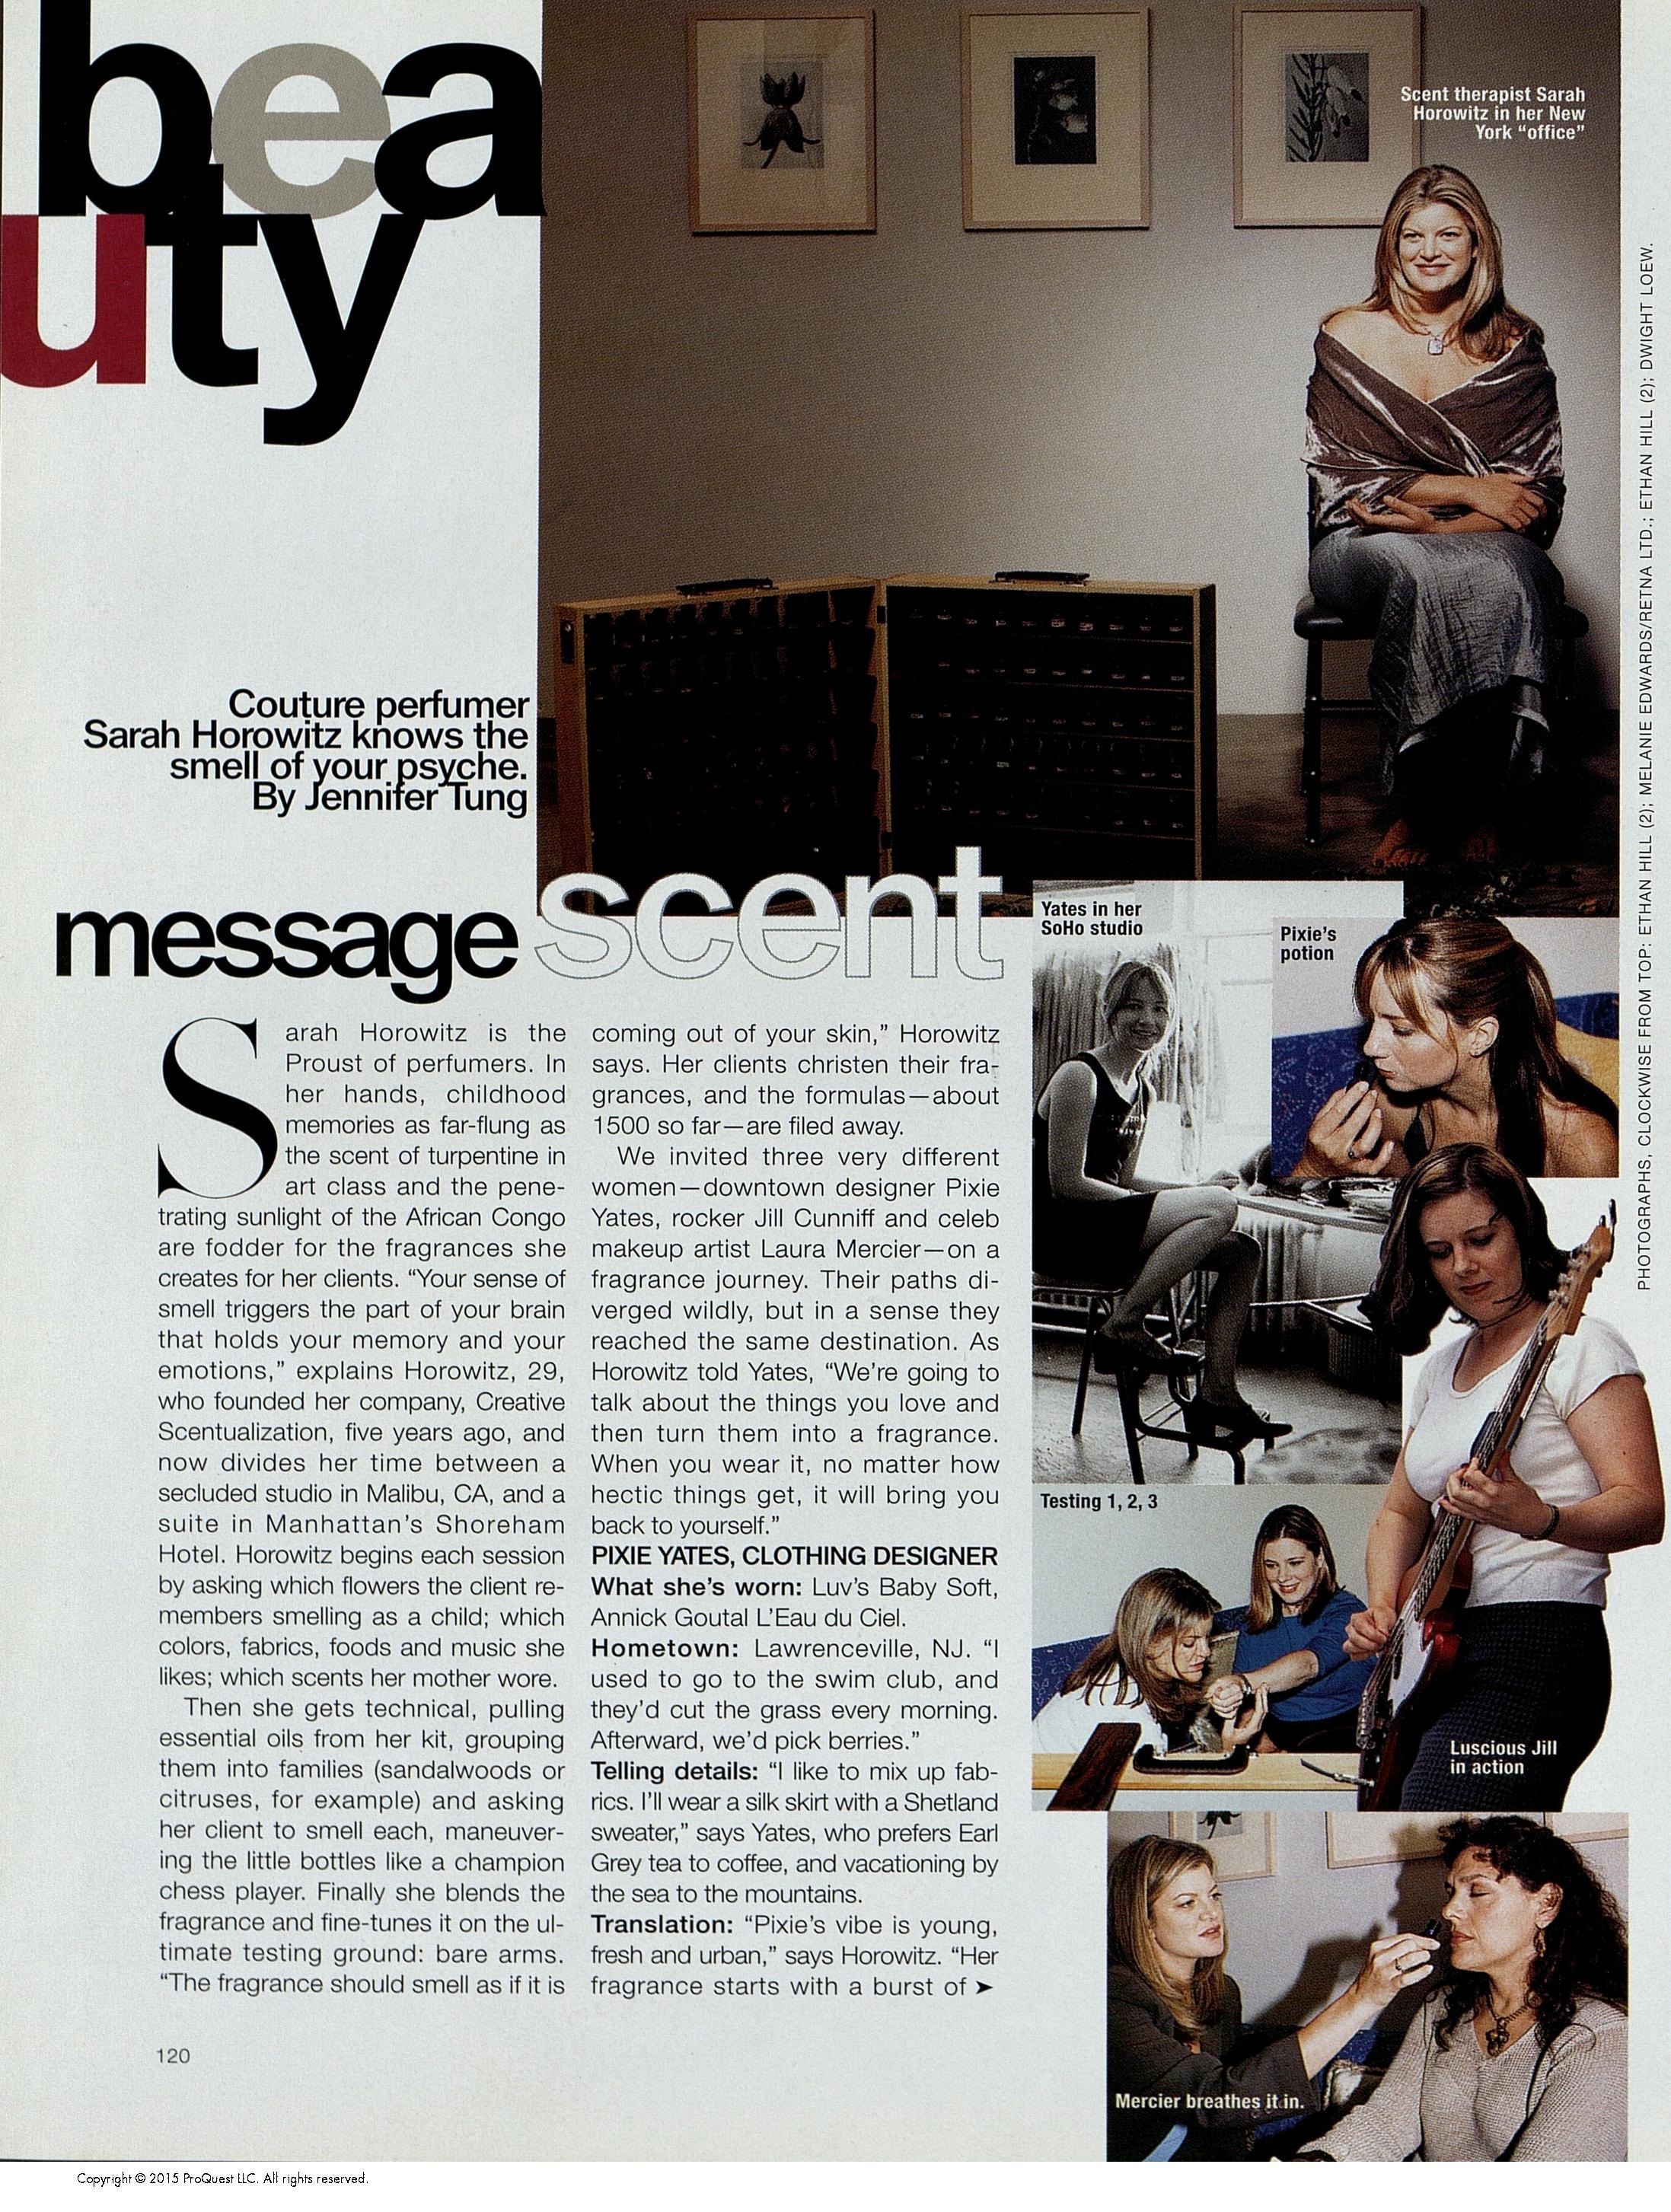 bea
uty
Scent therapist Sarah
Horowitz in her New
York “office”
Couture perfumer
Sarah Horowitz knows the
smell of your psyche.
By Jennifer Tung
message scent
Sarah Horowitz is the
Proust of perfumers. In
her hands, childhood
memories as far-flung as
the scent of turpentine in
art class and the pene-
trating sunlight of the African Congo
are fodder for the fragrances she
creates for her clients. “Your sense of
smell triggers the part of your brain
that holds your memory and your
emotions,” explains Horowitz, 29,
who founded her company, Creative
Scentualization, five years ago, and
now divides her time between a
secluded studio in Malibu, CA, and a
suite in Manhattan’s Shoreham
Hotel. Horowitz begins each session
by asking which flowers the client re-
members smelling as a child; which
colors, fabrics, foods and music she
likes; which scents her mother wore.
Then she gets technical, pulling
essential oils from her kit, grouping
them into families (sandalwoods or
citruses, for example) and asking
her client to smell each, maneuver-
ing the little bottles like a champion
chess player. Finally she blends the
fragrance and fine-tunes it on the ul-
timate testing ground: bare arms.
“The fragrance should smell as if it is
coming out of your skin,” Horowitz
says. Her clients christen their fra-
grances, and the formulas—about
1500 so far—are filed away.
We invited three very different
women—downtown designer Pixie
Yates, rocker Jill Cunniff and celeb
makeup artist Laura Mercier—on a
fragrance journey. Their paths di-
verged wildly, but in a sense they
reached the same destination. As
Horowitz told Yates, “We’re going to
talk about the things you love and
then turn them into a fragrance.
When you wear it, no matter how
hectic things get, it will bring you
back to yourself.”
PIXIE YATES, CLOTHING DESIGNER
What she’s worn: Luv’s Baby Soft,
Annick Goutal L’Eau du Ciel.
Hometown: Lawrenceville, NJ. “I
used to go to the swim club, and
they’d cut the grass every morning.
Afterward, we’d pick berries.”
Telling details: “I like to mix up fab-
rics. I’ll wear a silk skirt with a Shetland
sweater,” says Yates, who prefers Earl
Grey tea to coffee, and vacationing by
the sea to the mountains.
Translation: “Pixie’s vibe is young,
fresh and urban,” says Horowitz. “Her
fragrance starts with a burst of ➤
Yates in her
SoHo studio
Pixie’s
potion
Testing 1, 2, 3
Luscious Jill
in action
Mercier breathes it in.
PHOTOGRAPHS, CLOCKWISE FROM TOP: ETHAN HILL (2); MELANIE EDWARDS/RETNA LTD.; ETHAN HILL (2); DWIGHT LOEW.
120
Copyright © 2015 ProQuest LLC. All rights reserved.